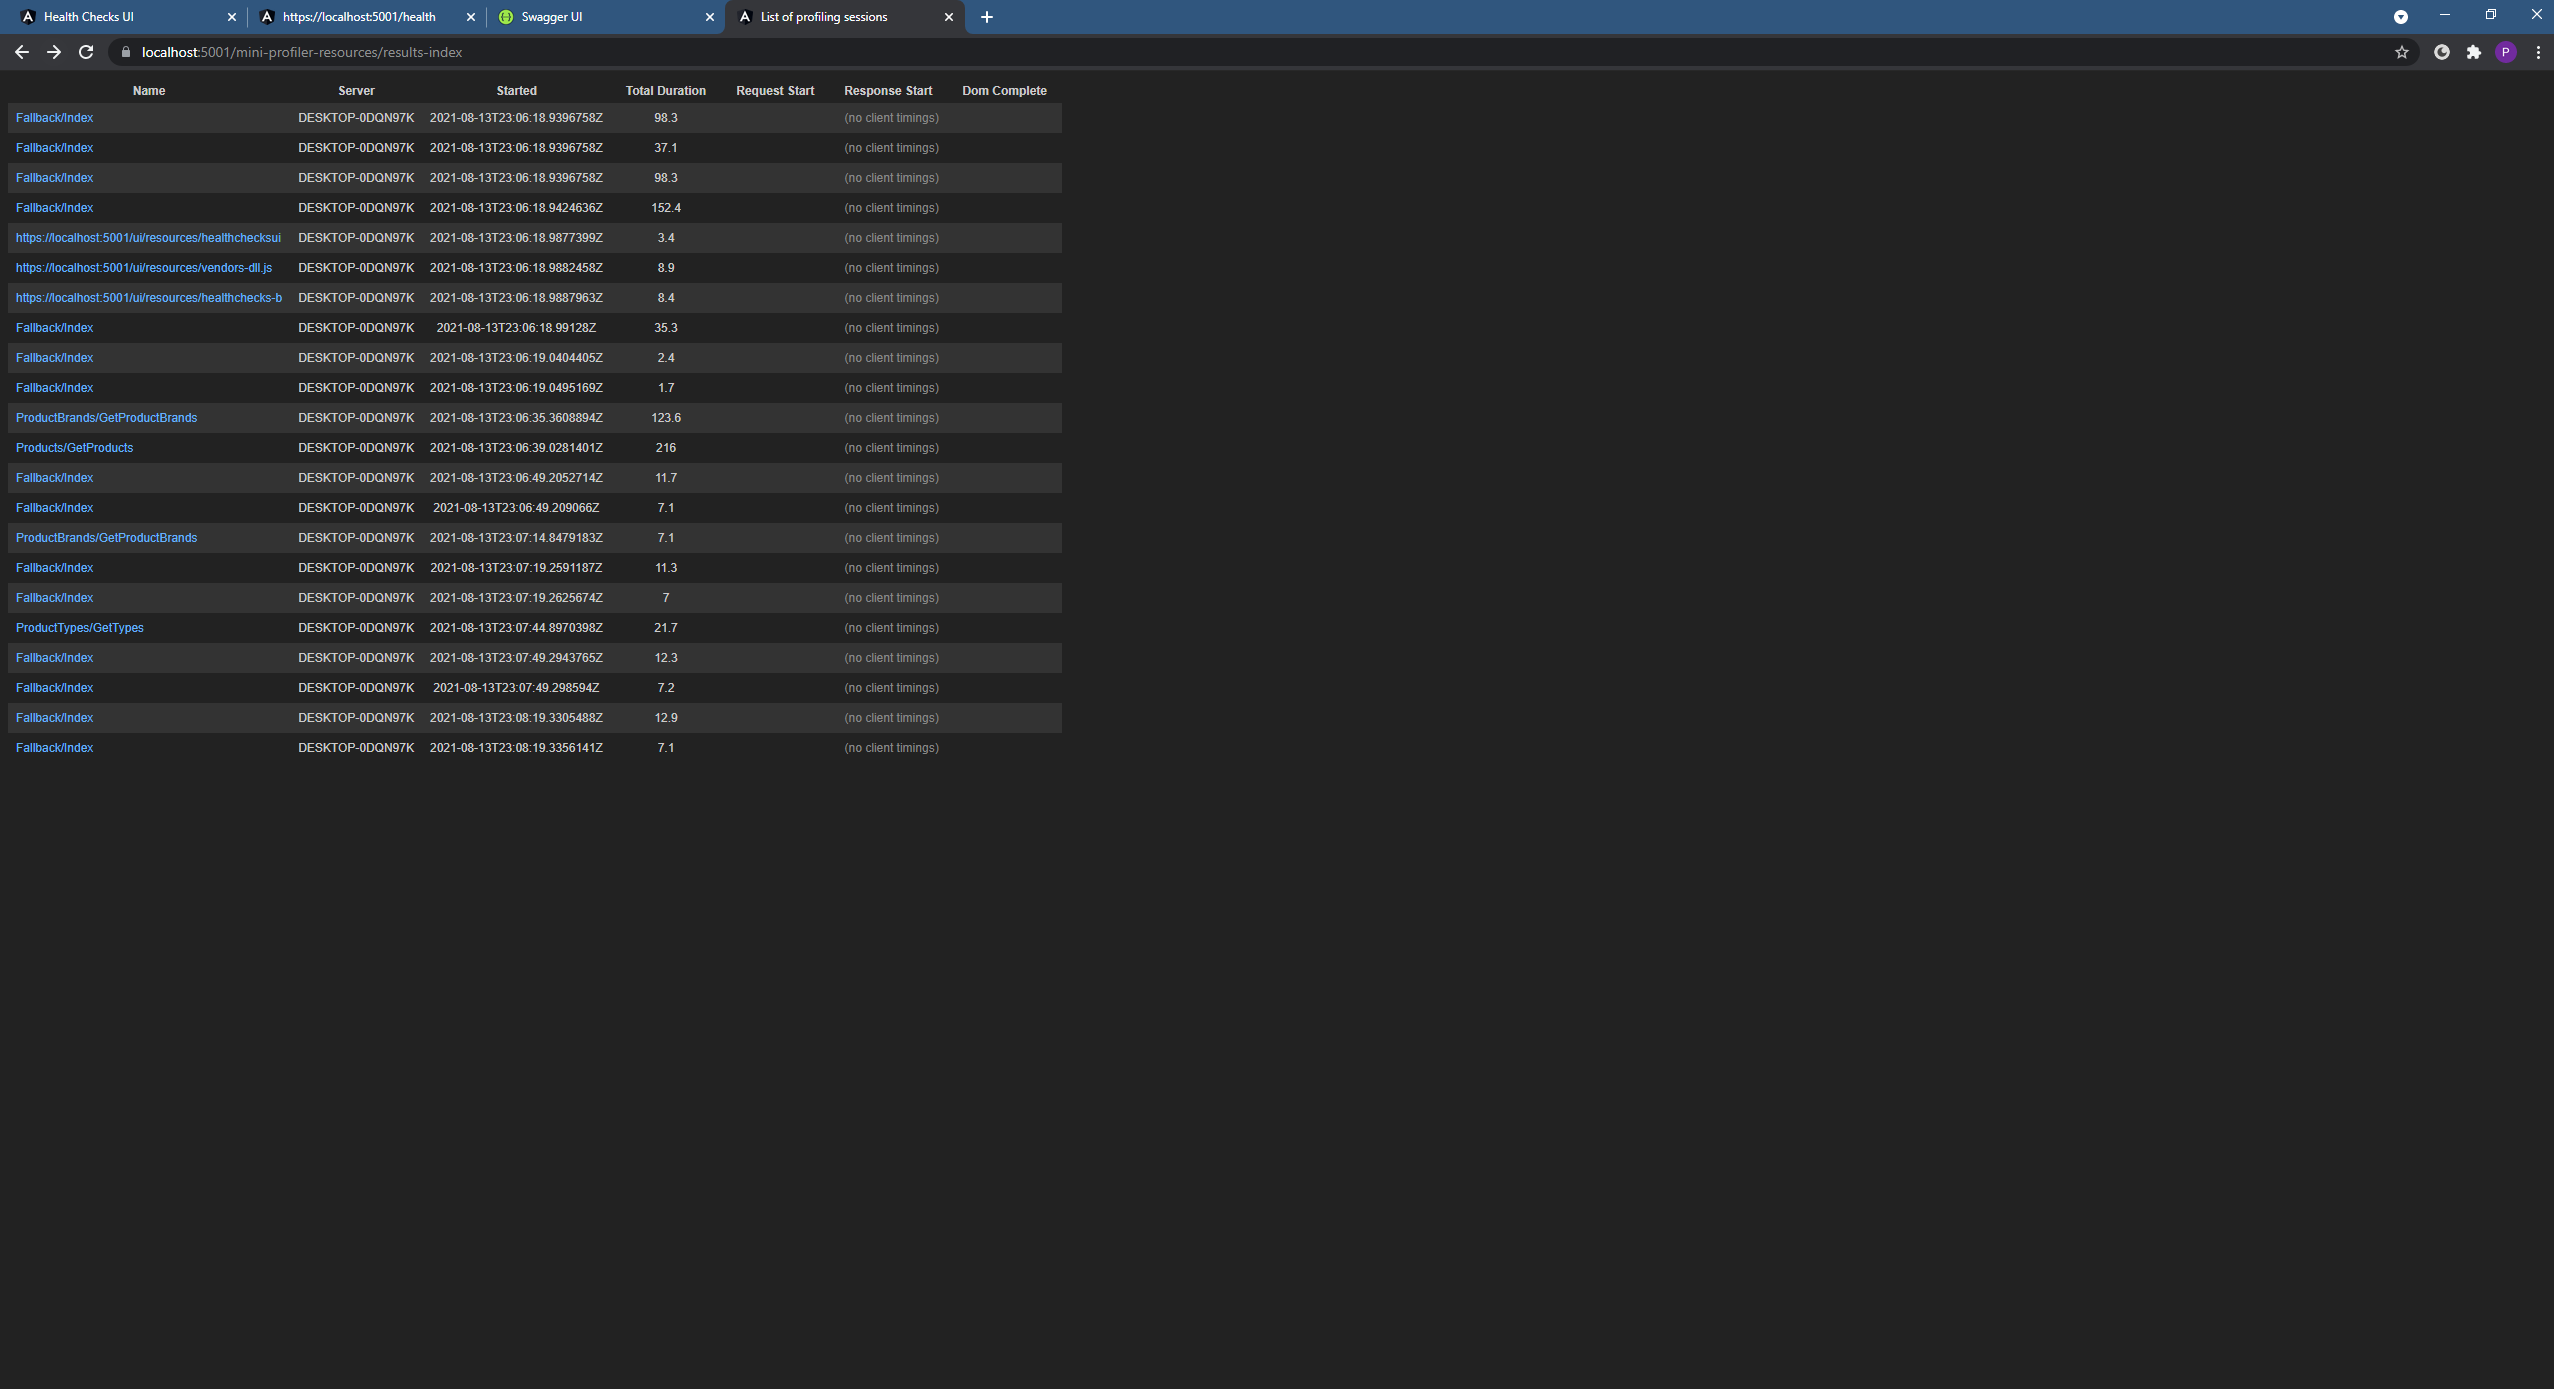 Health Checks UI https://localhost:5001/health Swagger UI List of profiling sessions
localhost:5001/mini-profiler-resources/results-index P
Name Server Started Total Duration Request Start Response Start Dom Complete
Fallback/Index DESKTOP-0DQN97K 2021-08-13T23:06:18.9396758Z 98.3 (no client timings)
Fallback/Index DESKTOP-0DQN97K 2021-08-13T23:06:18.9396758Z 37.1 (no client timings)
Fallback/Index DESKTOP-0DQN97K 2021-08-13T23:06:18.9396758Z 98.3 (no client timings)
Fallback/Index DESKTOP-0DQN97K 2021-08-13T23:06:18.9424636Z 152.4 (no client timings)
https://localhost:5001/ui/resources/healthchecksui DESKTOP-0DQN97K 2021-08-13T23:06:18.9877399Z 3.4 (no client timings)
https://localhost:5001/ui/resources/vendors-dll.js DESKTOP-0DQN97K 2021-08-13T23:06:18.9882458Z 8.9 (no client timings)
https://localhost:5001/ui/resources/healthchecks-b DESKTOP-0DQN97K 2021-08-13T23:06:18.9887963Z 8.4 (no client timings)
Fallback/Index DESKTOP-0DQN97K 2021-08-13T23:06:18.99128Z 35.3 (no client timings)
Fallback/Index DESKTOP-0DQN97K 2021-08-13T23:06:19.0404405Z 2.4 (no client timings)
Fallback/Index DESKTOP-0DQN97K 2021-08-13T23:06:19.0495169Z 1.7 (no client timings)
ProductBrands/GetProductBrands DESKTOP-0DQN97K 2021-08-13T23:06:35.3608894Z 123.6 (no client timings)
Products/GetProducts DESKTOP-0DQN97K 2021-08-13T23:06:39.0281401Z 216 (no client timings)
Fallback/Index DESKTOP-0DQN97K 2021-08-13T23:06:49.2052714Z 11.7 (no client timings)
Fallback/Index DESKTOP-0DQN97K 2021-08-13T23:06:49.209066Z 7.1 (no client timings)
ProductBrands/GetProductBrands DESKTOP-0DQN97K 2021-08-13T23:07:14.8479183Z 7.1 (no client timings)
Fallback/Index DESKTOP-0DQN97K 2021-08-13T23:07:19.2591187Z 11.3 (no client timings)
Fallback/Index DESKTOP-0DQN97K 2021-08-13T23:07:19.2625674Z 7 (no client timings)
ProductTypes/GetTypes DESKTOP-0DQN97K 2021-08-13T23:07:44.8970398Z 21.7 (no client timings)
Fallback/Index DESKTOP-0DQN97K 2021-08-13T23:07:49.2943765Z 12.3 (no client timings)
Fallback/Index DESKTOP-0DQN97K 2021-08-13T23:07:49.298594Z 7.2 (no client timings)
Fallback/Index DESKTOP-0DQN97K 2021-08-13T23:08:19.3305488Z 12.9 (no client timings)
Fallback/Index DESKTOP-0DQN97K 2021-08-13T23:08:19.3356141Z 7.1 (no client timings)